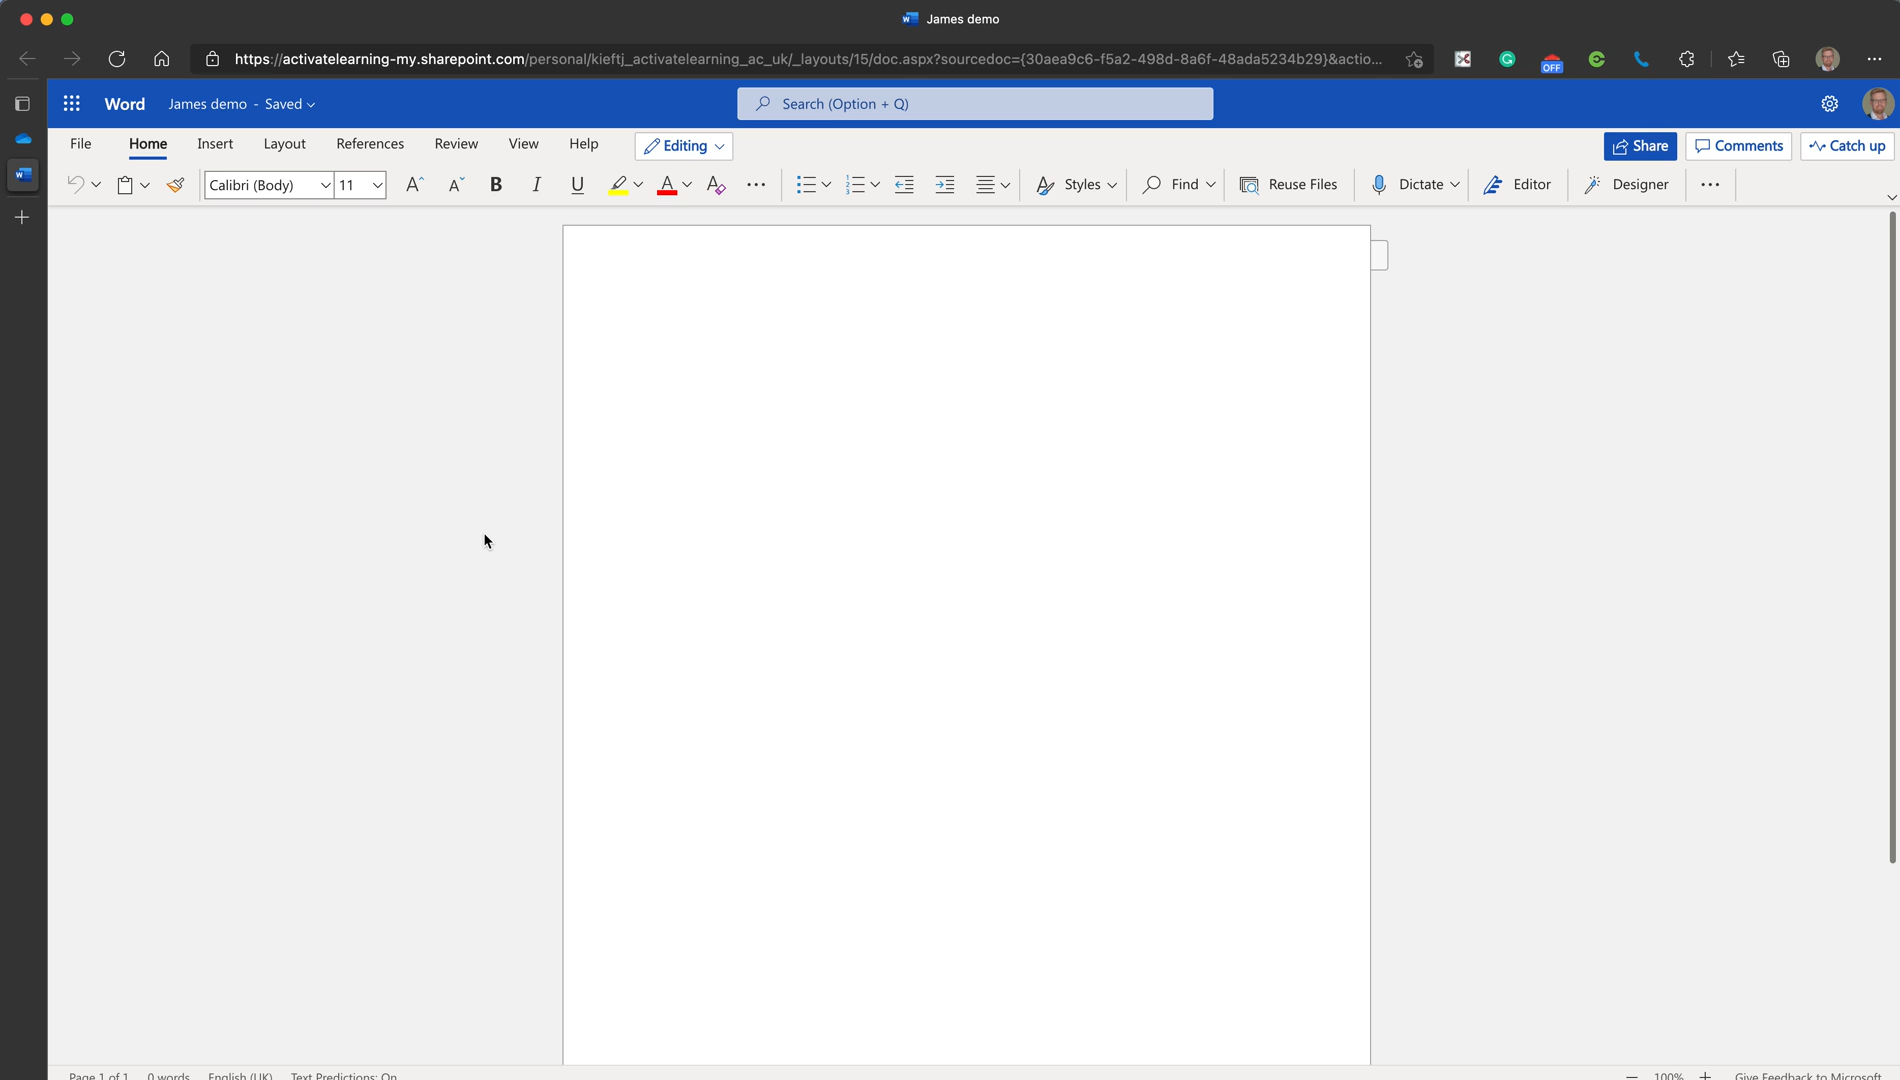 James demo
https://activatelearning-my.sharepoint.com/personal/kieftj_activatelearning_ac_uk/_layouts/15/doc.aspx?sourcedoc={30aea9c6-f5a2-498d-8a6f-48ada5234b29}&actio...
OFF
Word James demo - Saved
Search (Option + Q)
File Home Insert Layout References Review View Help Editing Share Comments Catch up
Calibri (Body) 11 A A B I U A A Styles Find Reuse Files Dictate Editor Designer
Page 1 of 1 0 words English (UK) Text Predictions: On 100% Give Feedback to Microsoft